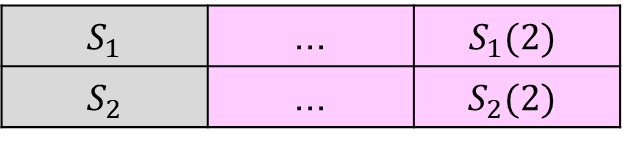 S₁ … S₁(2)
S₂ … S₂(2)